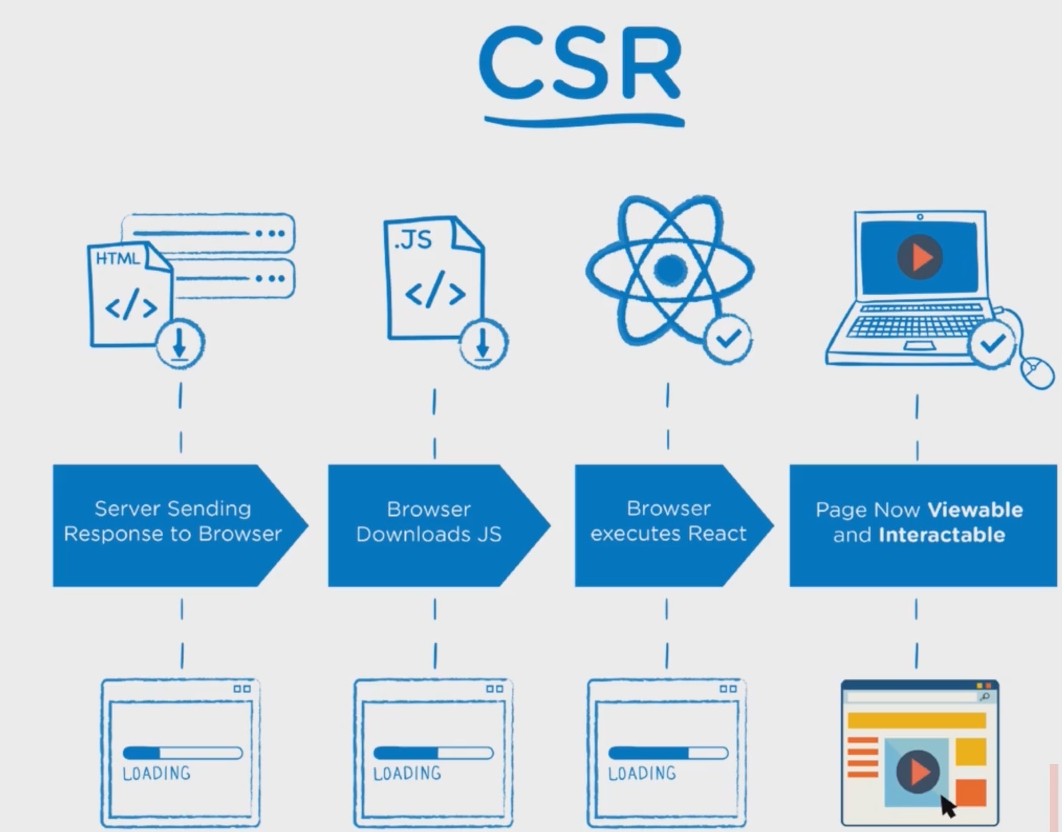 CSR
HTML
</>
.JS
</>
Server Sending
Response to Browser
Browser
Downloads JS
Browser
executes React
Page Now Viewable
and Interactable
LOADING
LOADING
LOADING